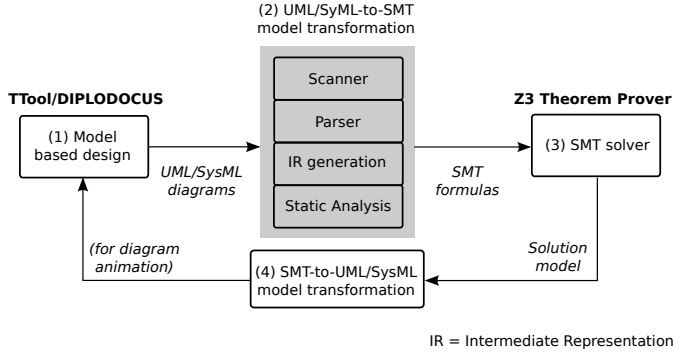 (2) UML/SyML-to-SMT
model transformation
Scanner
Parser
IR generation
Static Analysis
TTool/DIPLODOCUS
(1) Model
based design
UML/SysML
diagrams
SMT
formulas
Z3 Theorem Prover
(3) SMT solver
Solution
model
(4) SMT-to-UML/SysML
model transformation
(for diagram
animation)
IR = Intermediate Representation